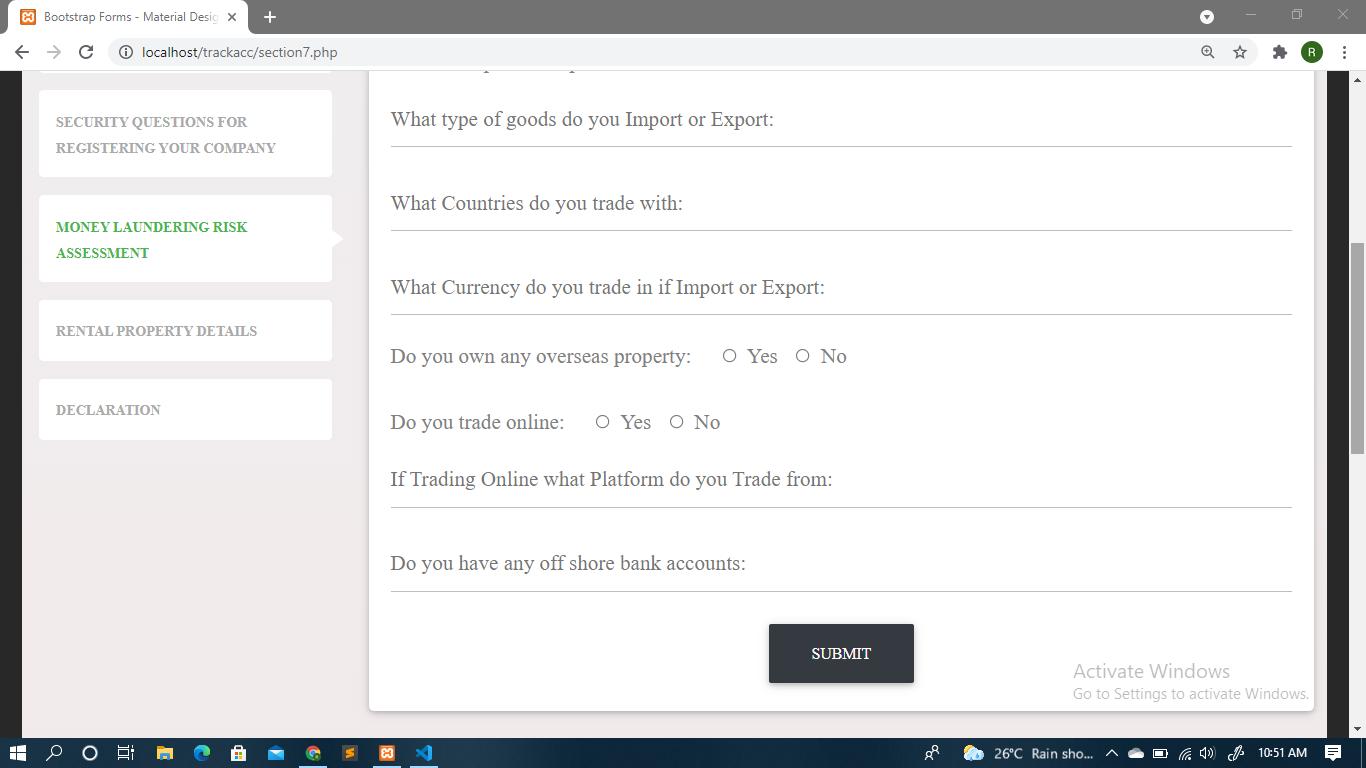 Bootstrap Forms - Material Desig
localhost/trackacc/section7.php
R
SECURITY QUESTIONS FOR
REGISTERING YOUR COMPANY
MONEY LAUNDERING RISK
ASSESSMENT
RENTAL PROPERTY DETAILS
DECLARATION
What type of goods do you Import or Export:
What Countries do you trade with:
What Currency do you trade in if Import or Export:
Do you own any overseas property: Yes No
Do you trade online: Yes No
If Trading Online what Platform do you Trade from:
Do you have any off shore bank accounts:
SUBMIT
Activate Windows
Go to Settings to activate Windows.
26°C Rain sho... 10:51 AM